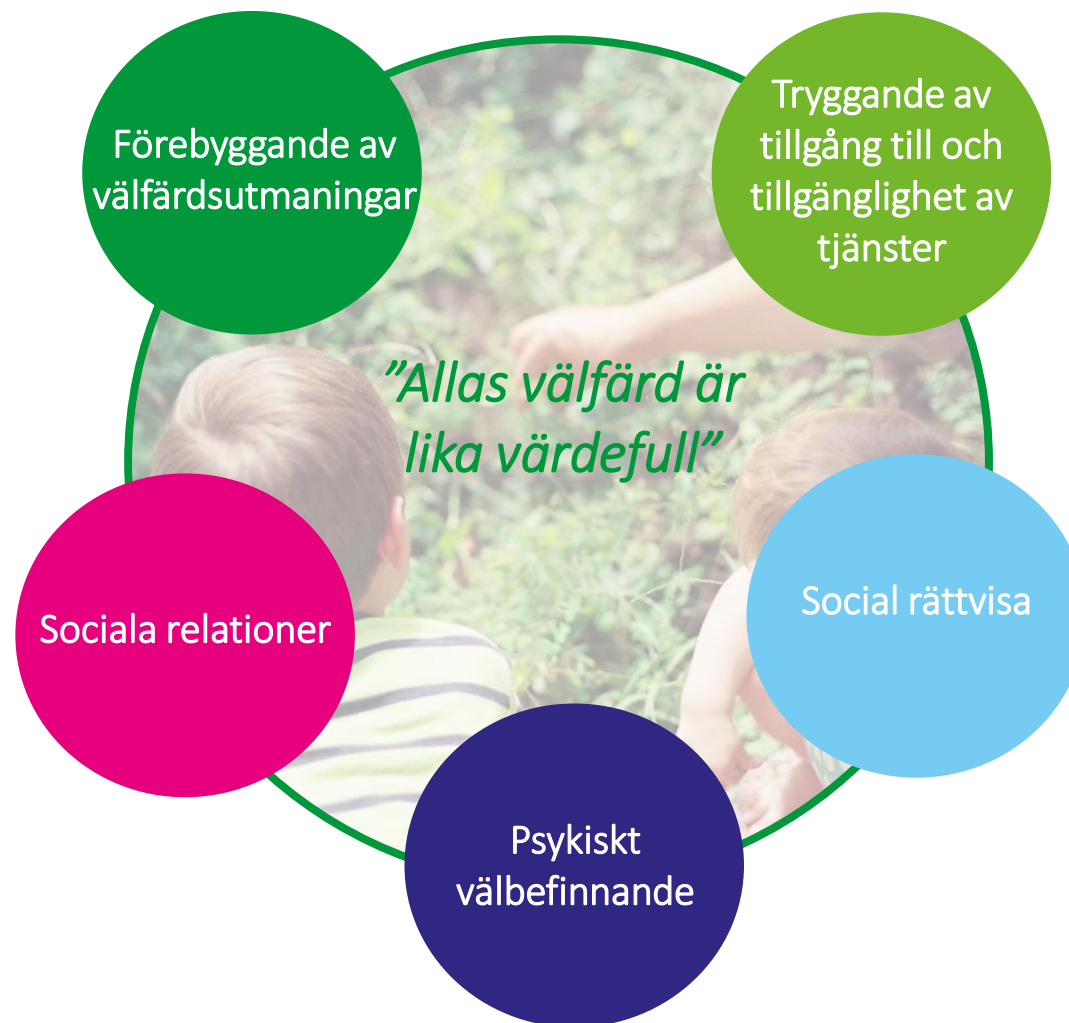 Förebyggande av
välfärdsutmaningar
Tryggande av
tillgång till och
tillgänglighet av
tjänster
”Allas välfärd är
lika värdefull”
Sociala relationer
Social rättvisa
Psykiskt
välbefinnande